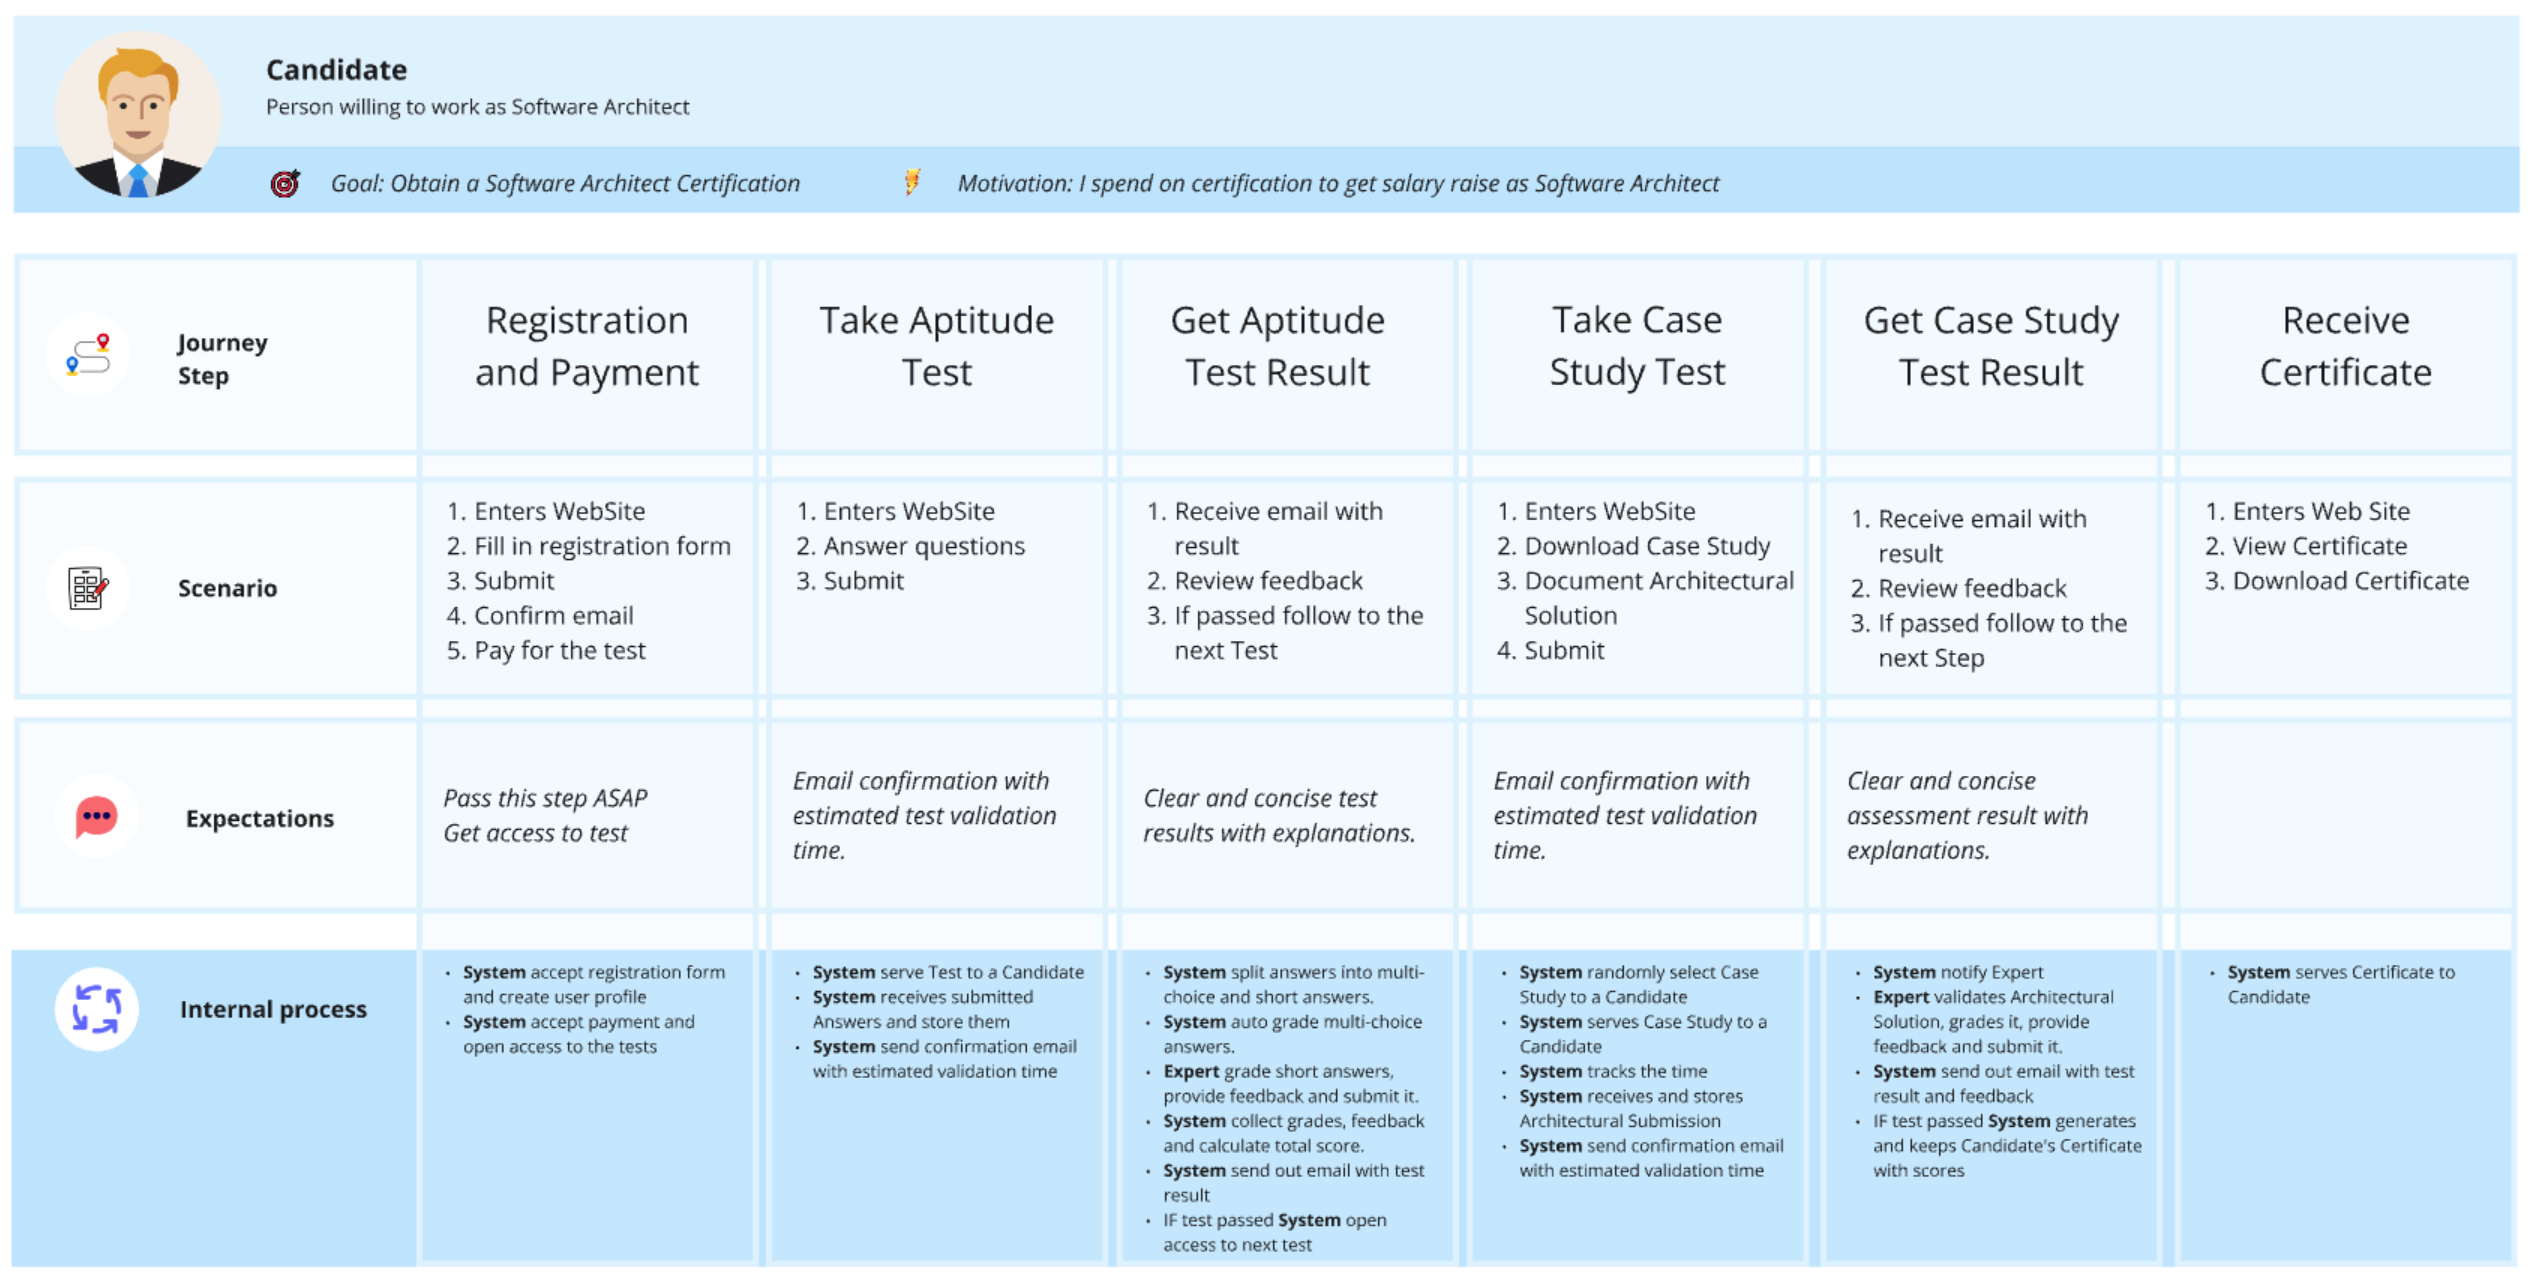 Candidate
Person willing to work as Software Architect
Goal: Obtain a Software Architect Certification
Motivation: I spend on certification to get salary raise as Software Architect
Journey
Step
Registration
and Payment
Take Aptitude
Test
Get Aptitude
Test Result
Take Case
Study Test
Get Case Study
Test Result
Receive
Certificate
Scenario
1. Enters WebSite
2. Fill in registration form
3. Submit
4. Confirm email
5. Pay for the test
1. Enters WebSite
2. Answer questions
3. Submit
1. Receive email with
result
2. Review feedback
3. If passed follow to the
next Test
1. Enters WebSite
2. Download Case Study
3. Document Architectural
Solution
4. Submit
1. Receive email with
result
2. Review feedback
3. If passed follow to the
next Step
1. Enters Web Site
2. View Certificate
3. Download Certificate
Expectations
Pass this step ASAP
Get access to test
Email confirmation with
estimated test validation
time.
Clear and concise test
results with explanations.
Email confirmation with
estimated test validation
time.
Clear and concise
assessment result with
explanations.
Internal process
• System accept registration form
and create user profile
• System accept payment and
open access to the tests
• System serve Test to a Candidate
• System receives submitted
Answers and store them
• System send confirmation email
with estimated validation time
• System split answers into multi-
choice and short answers.
• System auto grade multi-choice
answers.
• Expert grade short answers,
provide feedback and submit it.
• System collect grades, feedback
and calculate total score.
• System send out email with test
result
• IF test passed System open
access to next test
• System randomly select Case
Study to a Candidate
• System serves Case Study to a
Candidate
• System tracks the time
• System receives and stores
Architectural Submission
• System send confirmation email
with estimated validation time
• System notify Expert
• Expert validates Architectural
Solution, grades it, provide
feedback and submit it.
• System send out email with test
result and feedback
• IF test passed System generates
and keeps Candidate's Certificate
with scores
• System serves Certificate to
Candidate